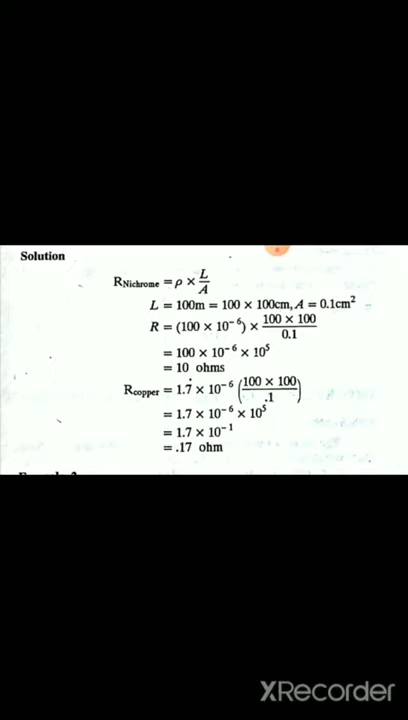 Solution
R_Nichrome = ρ × L/A
L = 100m = 100 × 100cm, A = 0.1cm²
R = (100 × 10⁻⁶) × (100 × 100)/0.1
= 100 × 10⁻⁶ × 10⁵
= 10 ohms
R_copper = 1.7 × 10⁻⁶ (100 × 100/.1)
= 1.7 × 10⁻⁶ × 10⁵
= 1.7 × 10⁻¹
= .17 ohm
XRecorder